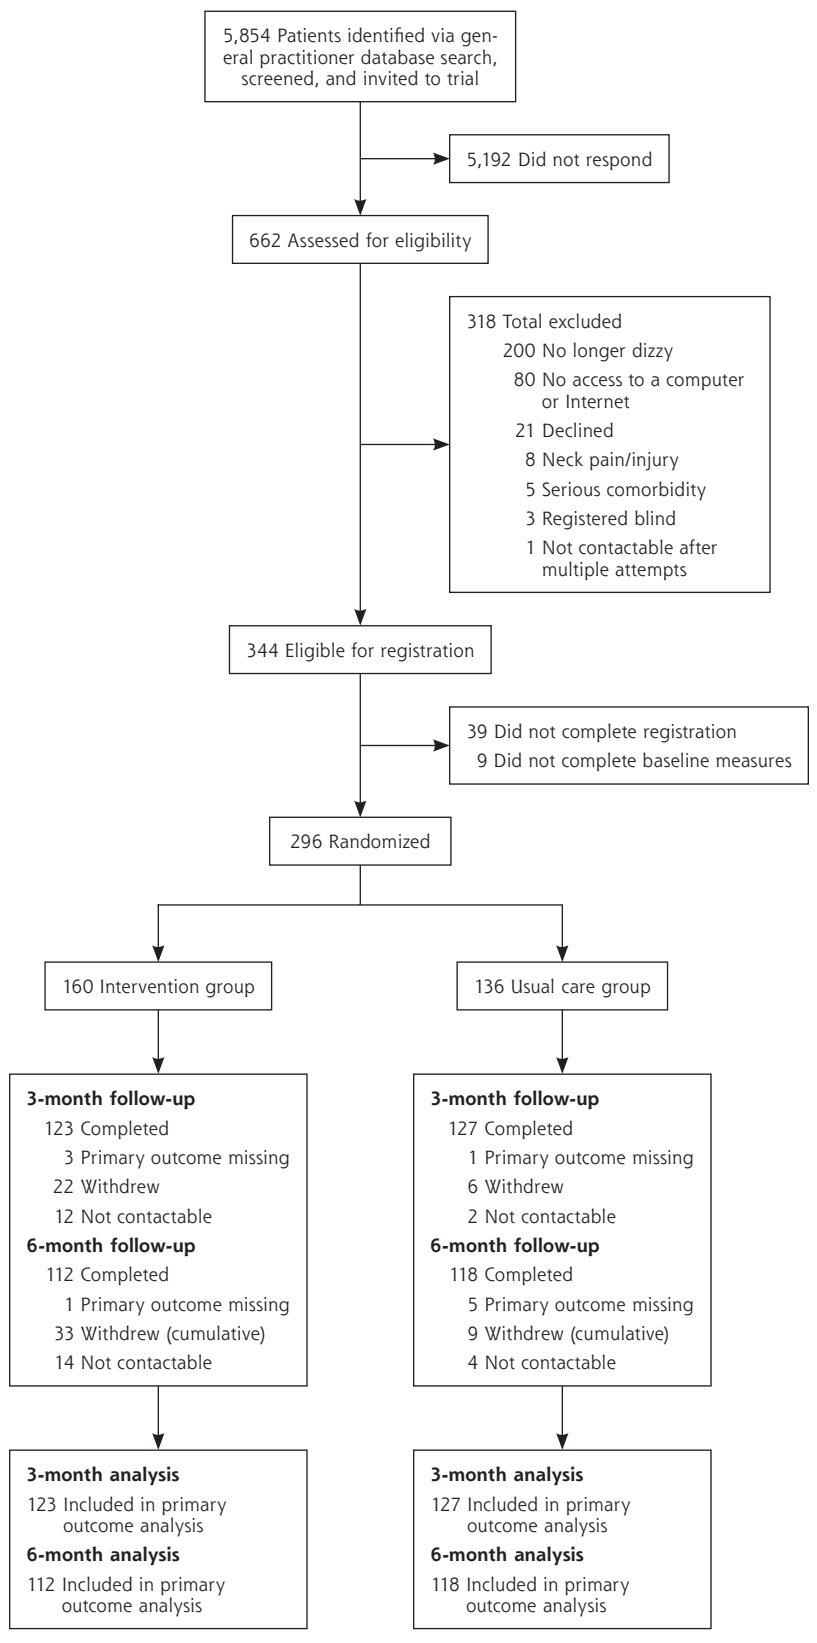 5,854 Patients identified via gen-
eral practitioner database search,
screened, and invited to trial
5,192 Did not respond
662 Assessed for eligibility
318 Total excluded
200 No longer dizzy
80 No access to a computer
or Internet
21 Declined
8 Neck pain/injury
5 Serious comorbidity
3 Registered blind
1 Not contactable after
multiple attempts
344 Eligible for registration
39 Did not complete registration
9 Did not complete baseline measures
296 Randomized
160 Intervention group
136 Usual care group
3-month follow-up
123 Completed
3 Primary outcome missing
22 Withdrew
12 Not contactable
6-month follow-up
112 Completed
1 Primary outcome missing
33 Withdrew (cumulative)
14 Not contactable
3-month follow-up
127 Completed
1 Primary outcome missing
6 Withdrew
2 Not contactable
6-month follow-up
118 Completed
5 Primary outcome missing
9 Withdrew (cumulative)
4 Not contactable
3-month analysis
123 Included in primary
outcome analysis
6-month analysis
112 Included in primary
outcome analysis
3-month analysis
127 Included in primary
outcome analysis
6-month analysis
118 Included in primary
outcome analysis